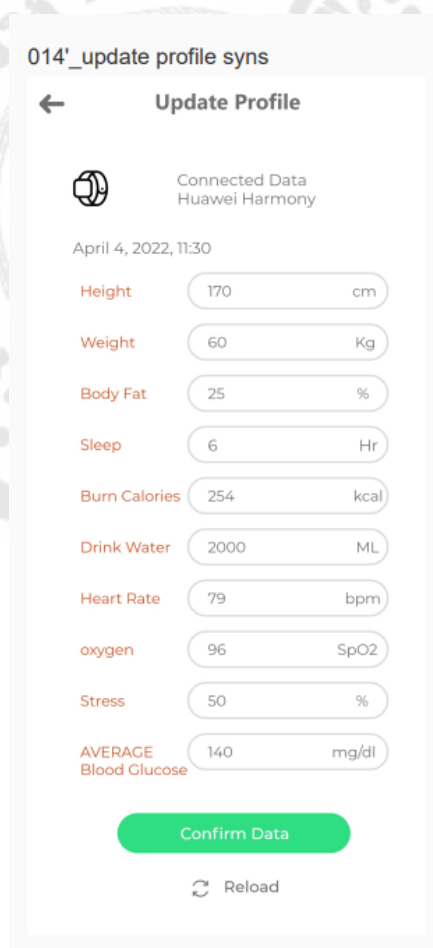 014'_update profile syns
Update Profile
Connected Data
Huawei Harmony
April 4, 2022, 11:30
Height 170 cm
Weight 60 Kg
Body Fat 25 %
Sleep 6 Hr
Burn Calories 254 kcal
Drink Water 2000 ML
Heart Rate 79 bpm
oxygen 96 SpO2
Stress 50 %
AVERAGE 140 mg/dl
Blood Glucose
Confirm Data
Reload